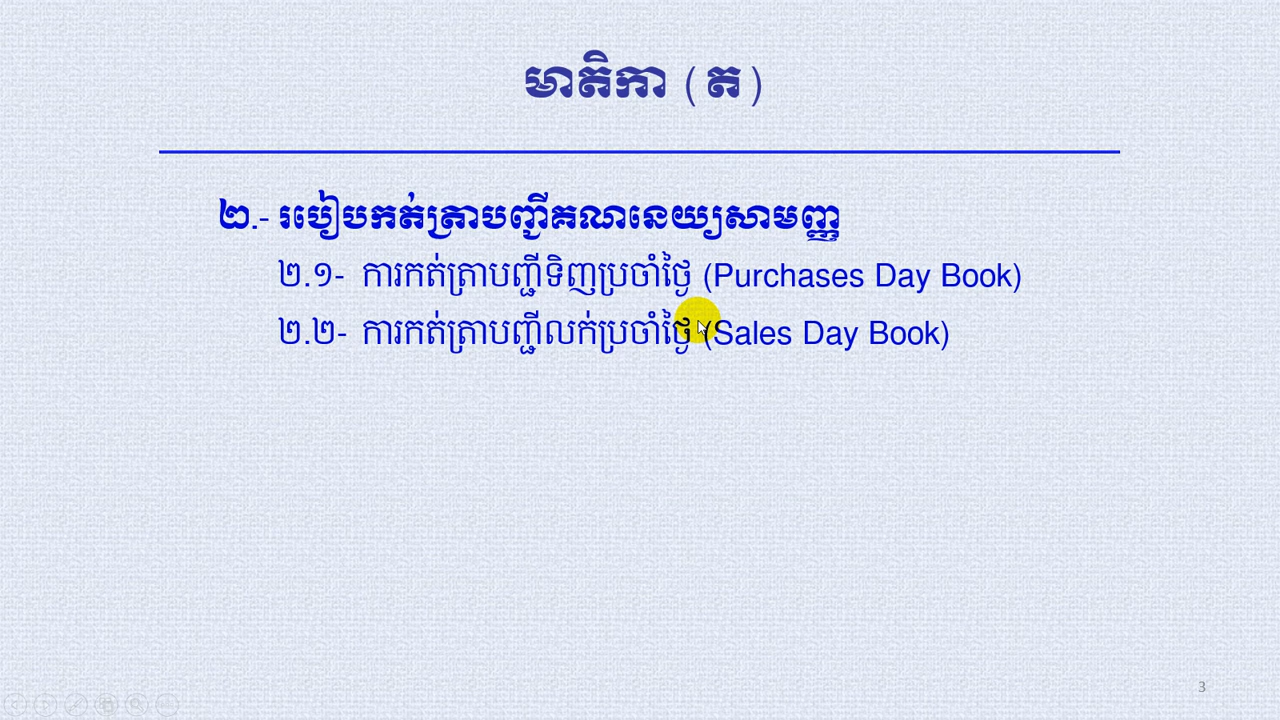 មាតិកា (ត)
២.- របៀបកត់ត្រាបញ្ជីគណនេយ្យសាមញ្ញ
២.១- ការកត់ត្រាបញ្ជីទិញប្រចាំថ្ងៃ (Purchases Day Book)
២.២- ការកត់ត្រាបញ្ជីលក់ប្រចាំថ្ងៃ (Sales Day Book)
3